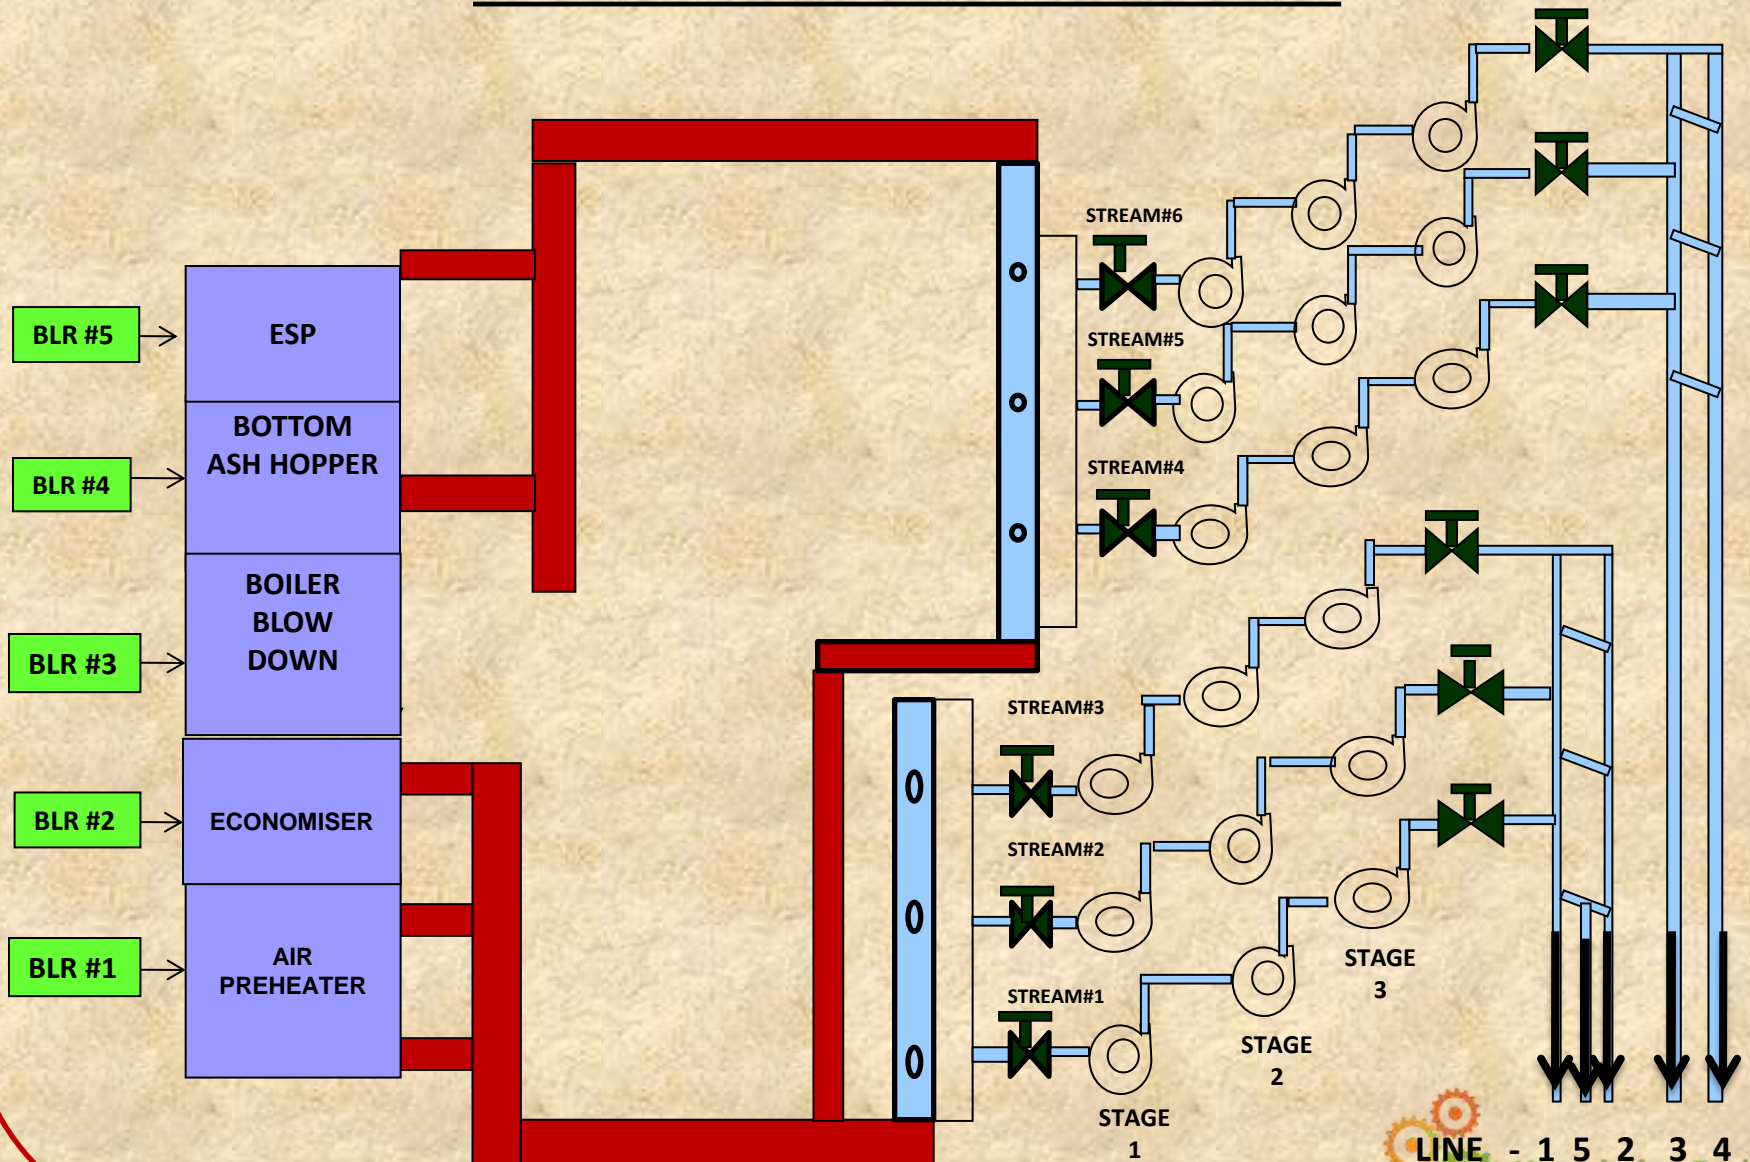 STREAM#6
BLR #5
ESP
STREAM#5
BOTTOM
ASH HOPPER
BLR #4
STREAM#4
BOILER
BLOW
DOWN
BLR #3
STREAM#3
BLR #2
ECONOMISER
STREAM#2
BLR #1
AIR
PREHEATER
STREAM#1
STAGE
3
STAGE
2
STAGE
1
LINE - 1 5 2 3 4